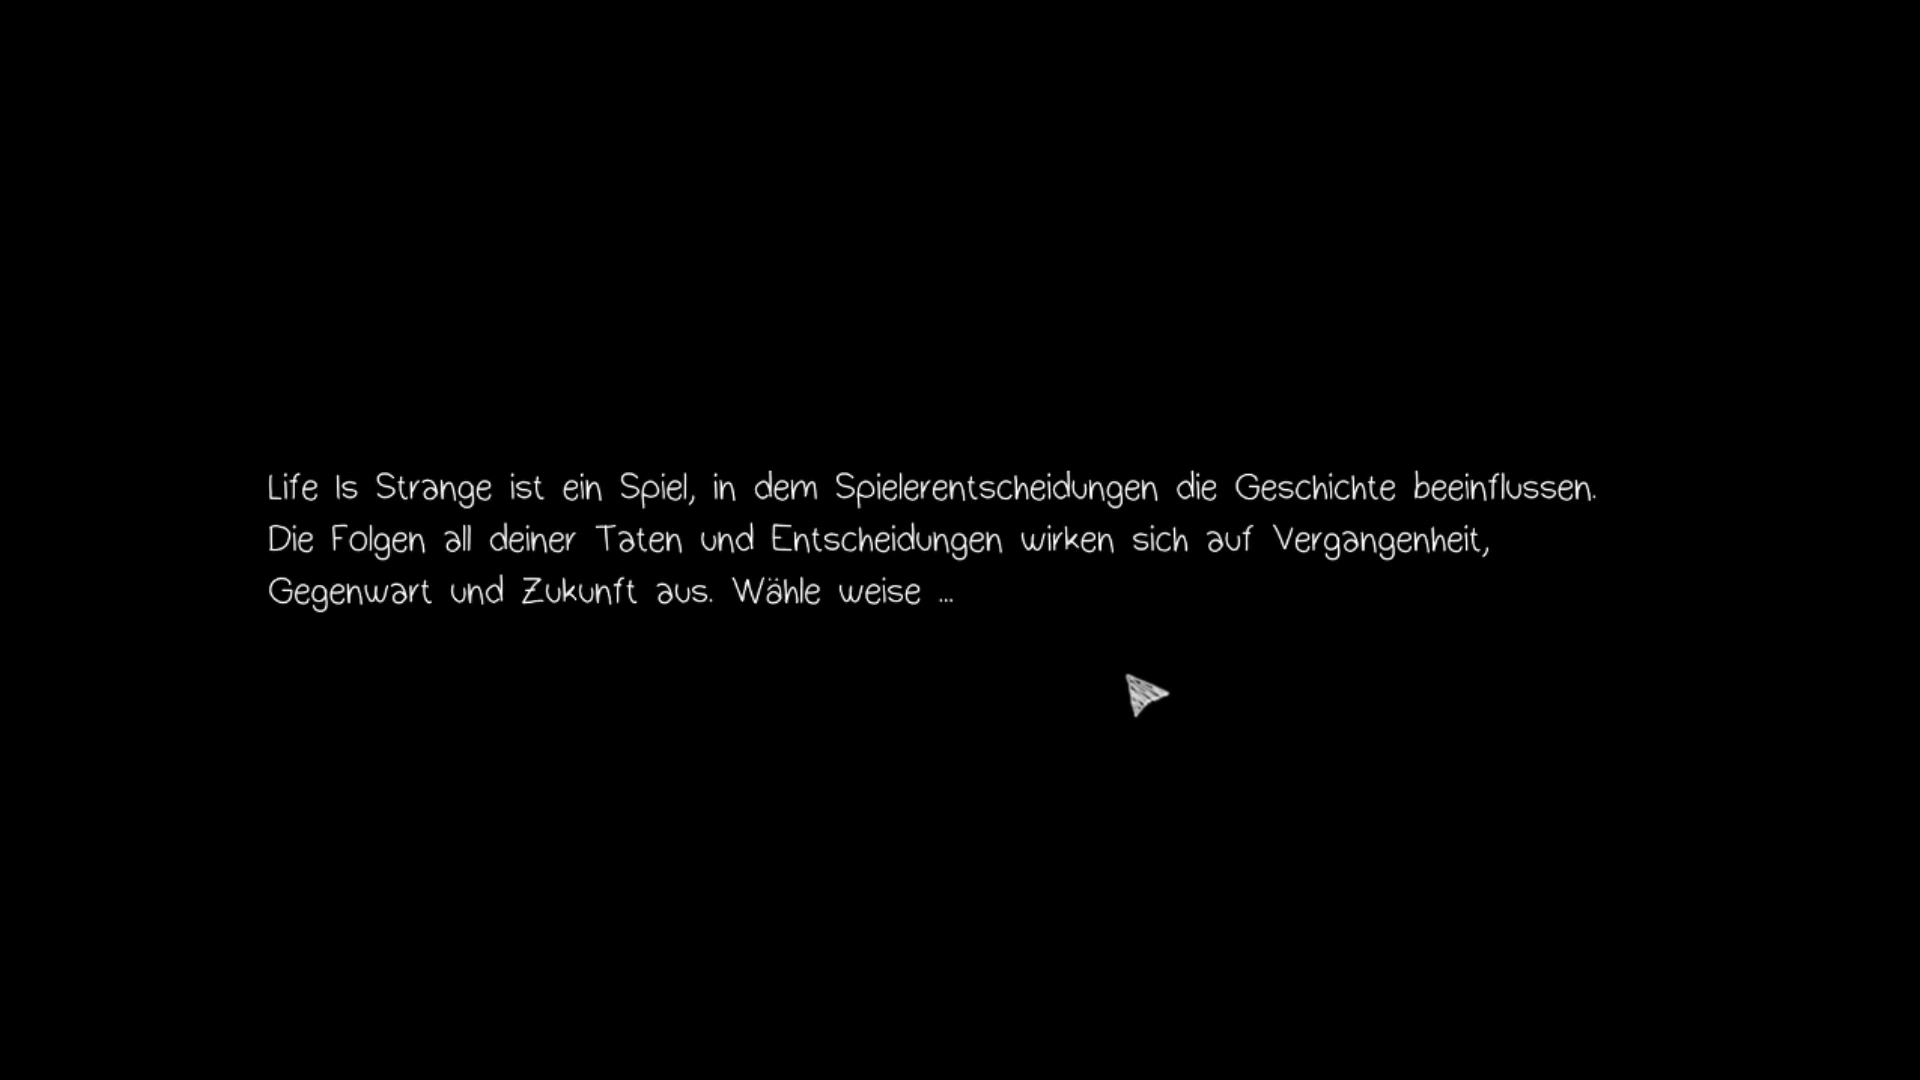 Life Is Strange ist ein Spiel, in dem Spielerentscheidungen die Geschichte beeinflussen.
Die Folgen all deiner Taten und Entscheidungen wirken sich auf Vergangenheit,
Gegenwart und Zukunft aus. Wähle weise ...